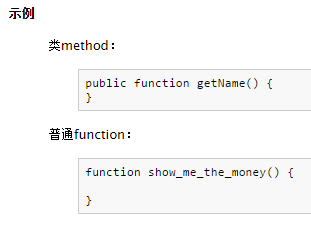 示例
类method：
public function getName() {
}
普通function：
function show_me_the_money() {
}